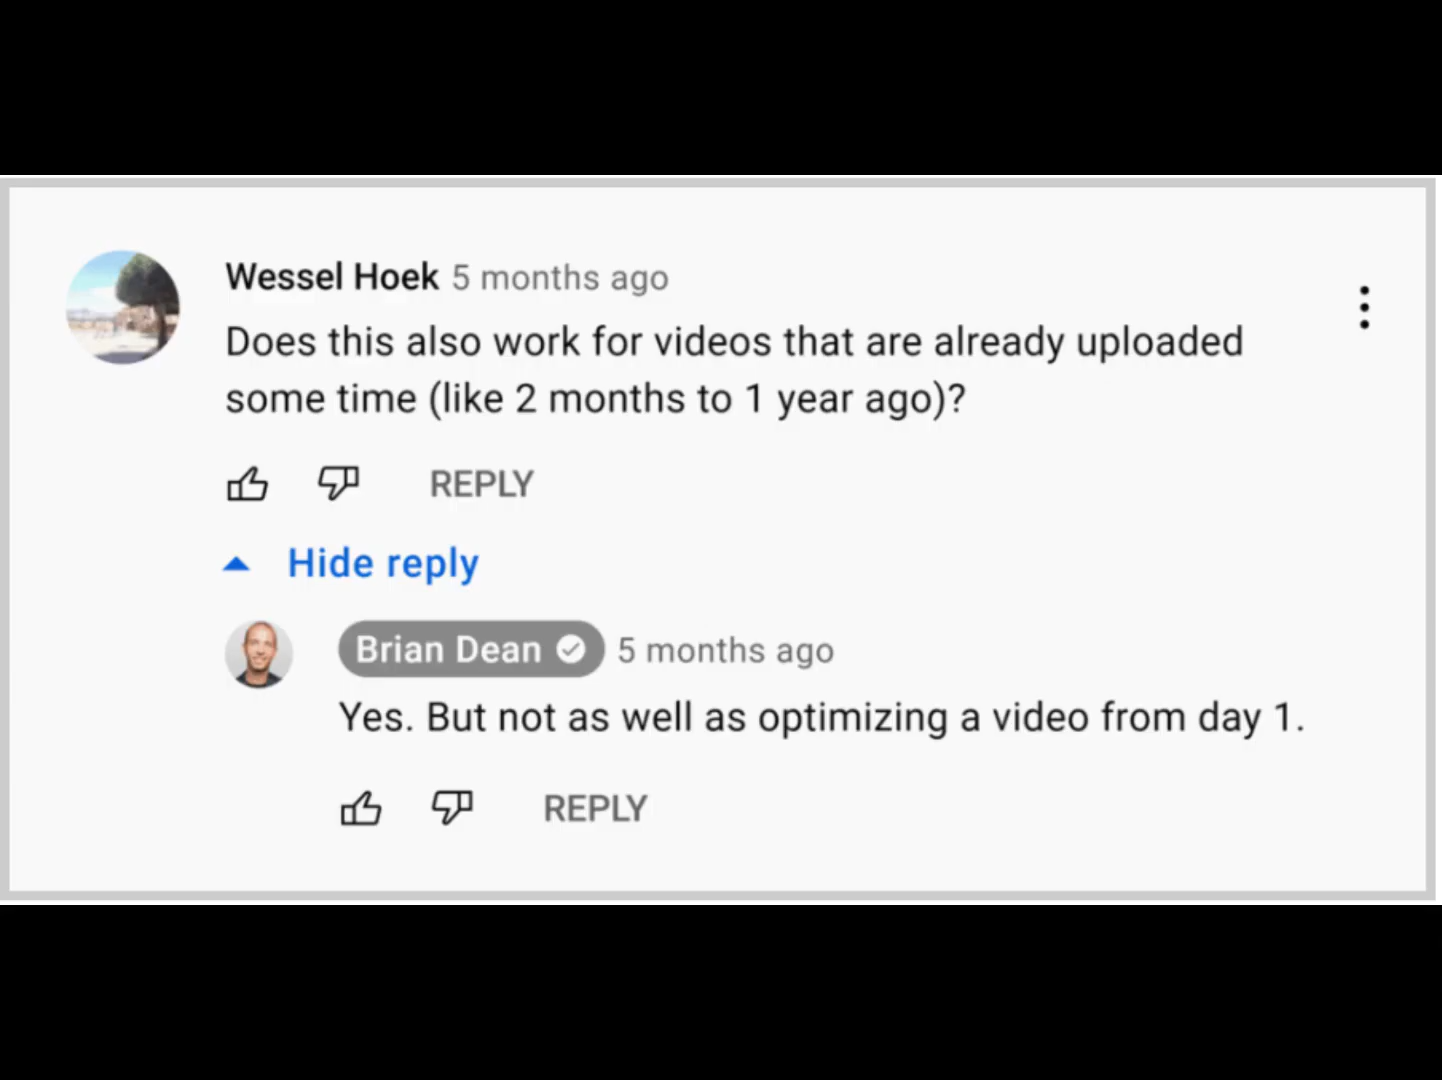 Wessel Hoek 5 months ago
Does this also work for videos that are already uploaded
some time (like 2 months to 1 year ago)?
REPLY
Hide reply
Brian Dean 5 months ago
Yes. But not as well as optimizing a video from day 1.
REPLY